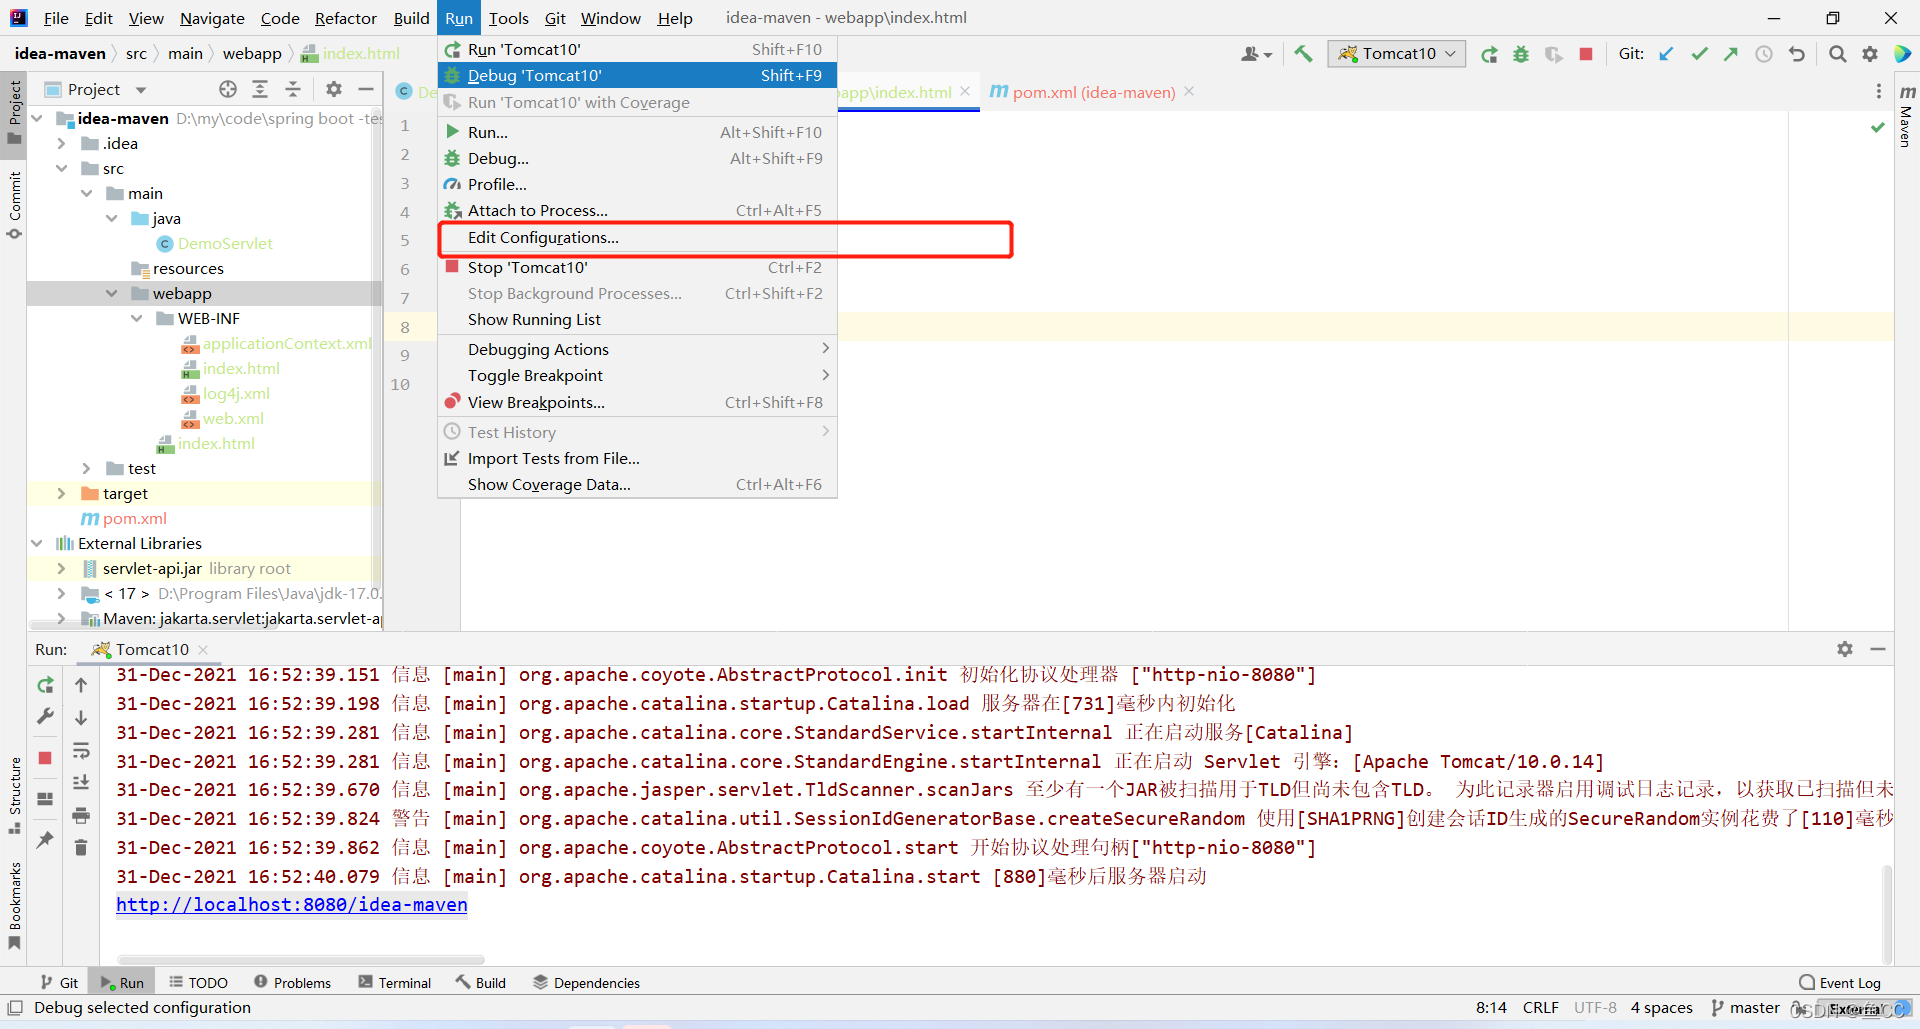 File Edit View Navigate Code Refactor Build Run Tools Git Window Help idea-maven - webapp\index.html
idea-maven src main webapp index.html
Tomcat10 Git:
Project
pp\index.html pom.xml (idea-maven)
Run 'Tomcat10' Shift+F10
Debug 'Tomcat10' Shift+F9
Run 'Tomcat10' with Coverage
Run... Alt+Shift+F10
Debug... Alt+Shift+F9
Profile...
Attach to Process... Ctrl+Alt+F5
Edit Configurations...
Stop 'Tomcat10' Ctrl+F2
Stop Background Processes... Ctrl+Shift+F2
Show Running List
Debugging Actions
Toggle Breakpoint
View Breakpoints... Ctrl+Shift+F8
Test History
Import Tests from File...
Show Coverage Data... Ctrl+Alt+F6
Project
Commit
Structure
Bookmarks
Maven
idea-maven D:\my\code\spring boot -tes
.idea
src
main
java
DemoServlet
resources
webapp
WEB-INF
applicationContext.xml
index.html
log4j.xml
web.xml
index.html
test
target
pom.xml
External Libraries
servlet-api.jar library root
< 17 > D:\Program Files\Java\jdk-17.0.
Maven: jakarta.servlet:jakarta.servlet-ap
1
2
3
4
5
6
7
8
9
10
Run: Tomcat10
31-Dec-2021 16:52:39.151 信息 [main] org.apache.coyote.AbstractProtocol.init 初始化协议处理器 ["http-nio-8080"]
31-Dec-2021 16:52:39.198 信息 [main] org.apache.catalina.startup.Catalina.load 服务器在[731]毫秒内初始化
31-Dec-2021 16:52:39.281 信息 [main] org.apache.catalina.core.StandardService.startInternal 正在启动服务[Catalina]
31-Dec-2021 16:52:39.281 信息 [main] org.apache.catalina.core.StandardEngine.startInternal 正在启动 Servlet 引擎：[Apache Tomcat/10.0.14]
31-Dec-2021 16:52:39.670 信息 [main] org.apache.jasper.servlet.TldScanner.scanJars 至少有一个JAR被扫描用于TLD但尚未包含TLD。 为此记录器启用调试日志记录，以获取已扫描但未
31-Dec-2021 16:52:39.824 警告 [main] org.apache.catalina.util.SessionIdGeneratorBase.createSecureRandom 使用[SHA1PRNG]创建会话ID生成的SecureRandom实例花费了[110]毫秒
31-Dec-2021 16:52:39.862 信息 [main] org.apache.coyote.AbstractProtocol.start 开始协议处理句柄["http-nio-8080"]
31-Dec-2021 16:52:40.079 信息 [main] org.apache.catalina.startup.Catalina.start [880]毫秒后服务器启动
http://localhost:8080/idea-maven
Git Run TODO Problems Terminal Build Dependencies Event Log
Debug selected configuration 8:14 CRLF UTF-8 4 spaces master